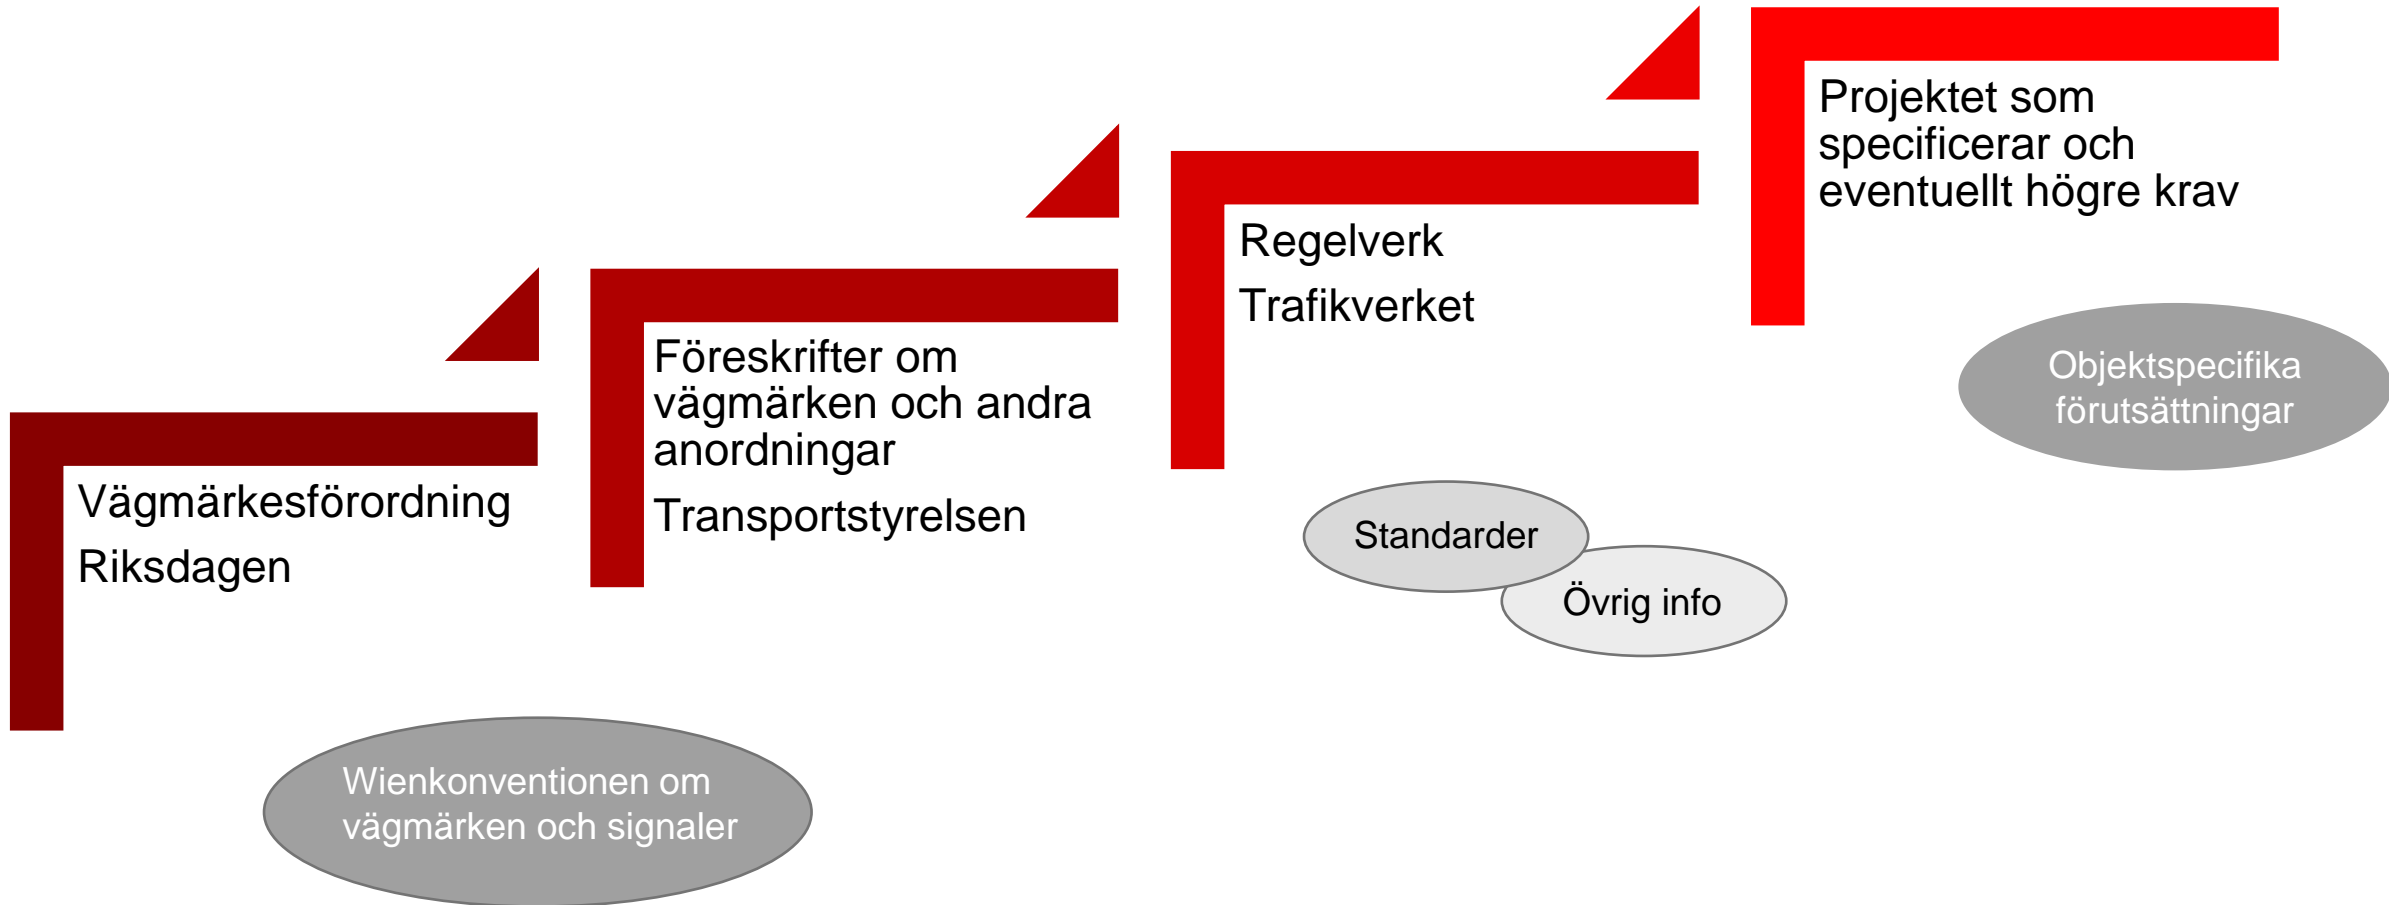 Vägmärkesförordning
Riksdagen
Wienkonventionen om
vägmärken och signaler
Föreskrifter om
vägmärken och andra
anordningar
Transportstyrelsen
Regelverk
Trafikverket
Standarder
Övrig info
Projektet som
specificerar och
eventuellt högre krav
Objektspecifika
förutsättningar